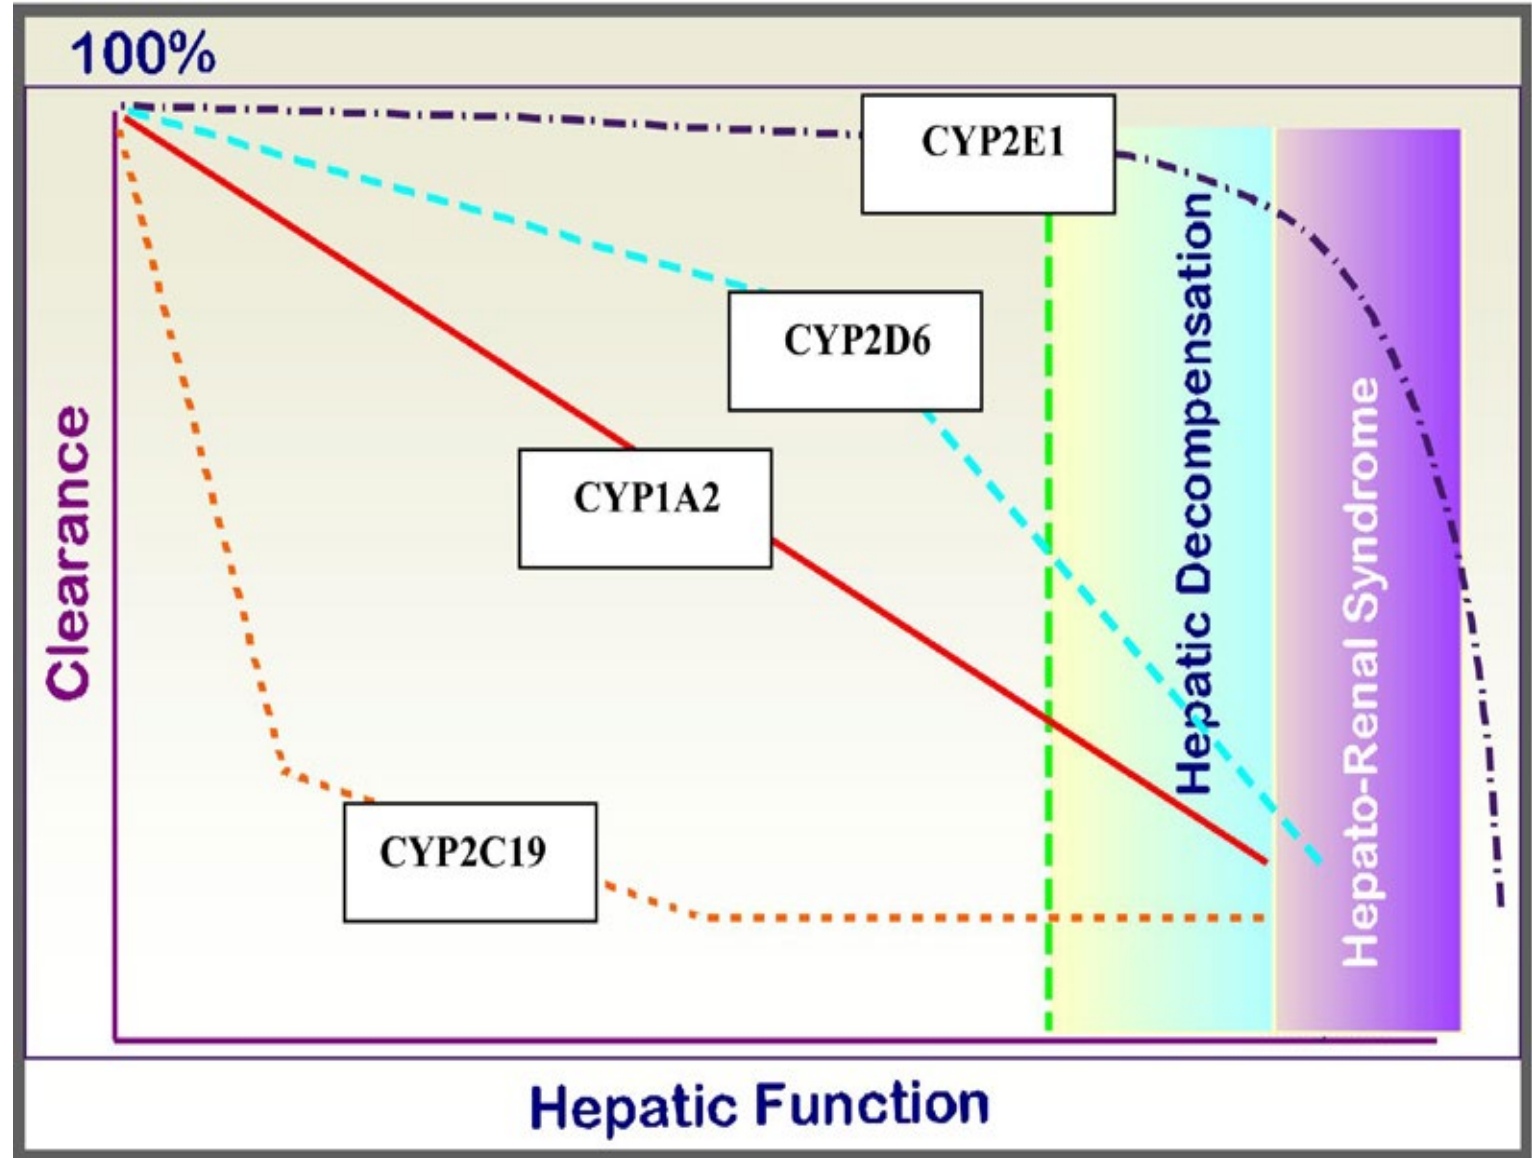 100%
CYP2E1
CYP2D6
CYP1A2
CYP2C19
Clearance
Hepatic Decompensation
Hepato-Renal Syndrome
Hepatic Function